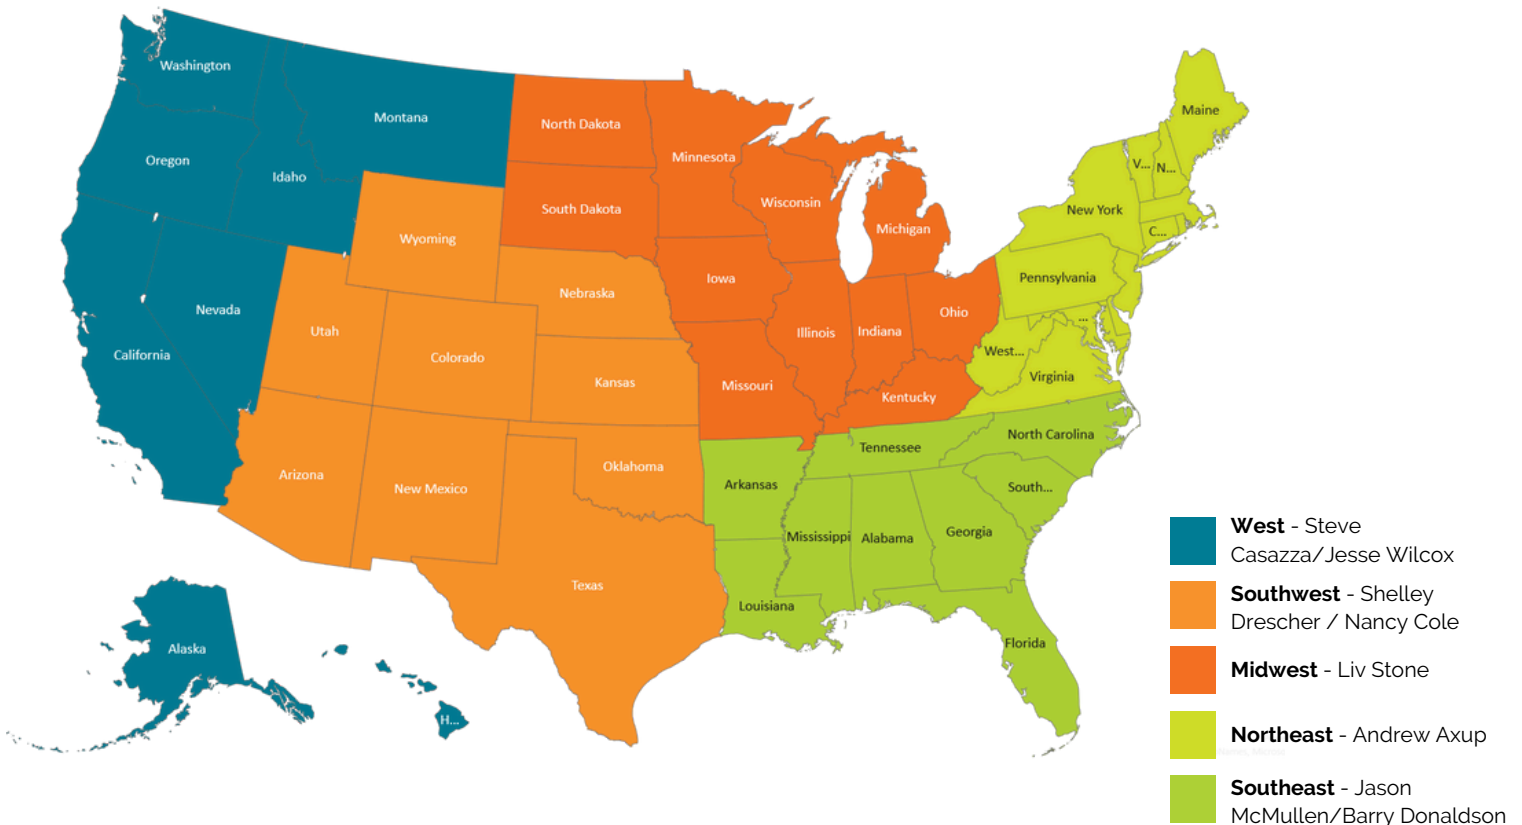 Washington
Montana
Oregon
Idaho
Wyoming
Nevada
California
Utah
Colorado
Arizona
New Mexico
North Dakota
South Dakota
Nebraska
Kansas
Oklahoma
Texas
Minnesota
Wisconsin
Michigan
Iowa
Illinois
Indiana
Ohio
Missouri
Kentucky
Maine
V...
N...
New York
C...
Pennsylvania
...
West...
Virginia
Tennessee
North Carolina
Arkansas
South...
Mississippi
Alabama
Georgia
Louisiana
Florida
Alaska
H...
West - Steve
Casazza/Jesse Wilcox
Southwest - Shelley
Drescher / Nancy Cole
Midwest - Liv Stone
Northeast - Andrew Axup
Southeast - Jason
McMullen/Barry Donaldson